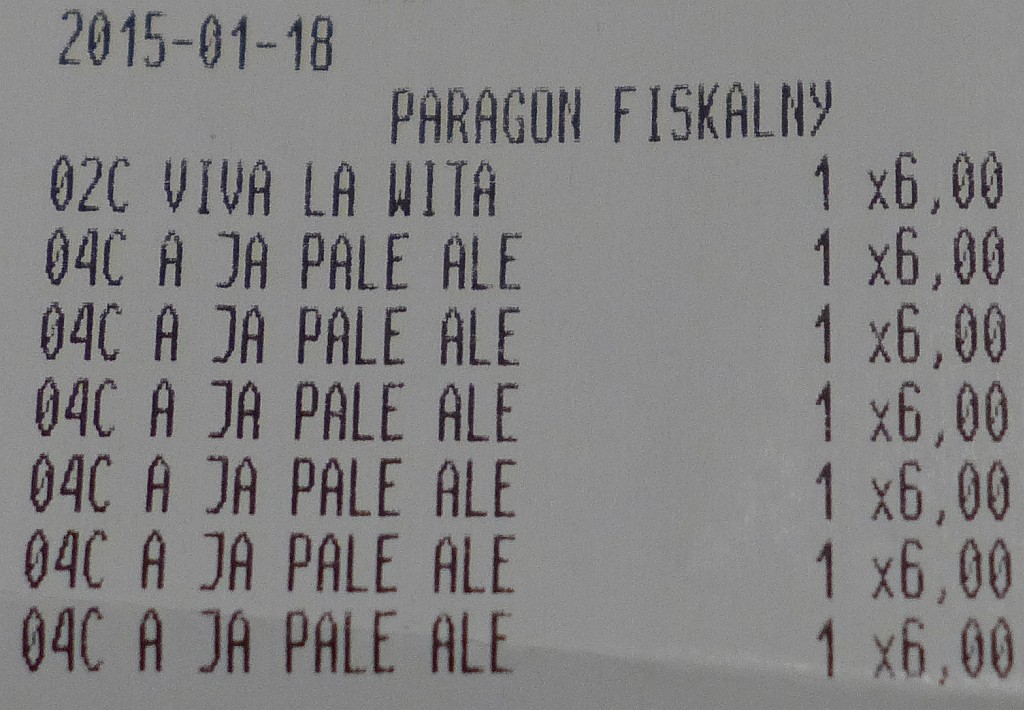 2015-01-18
PARAGON FISKALNY
02C VIVA LA WITA 1 x6,00
04C A JA PALE ALE 1 x6,00
04C A JA PALE ALE 1 x6,00
04C A JA PALE ALE 1 x6,00
04C A JA PALE ALE 1 x6,00
04C A JA PALE ALE 1 x6,00
04C A JA PALE ALE 1 x6,00